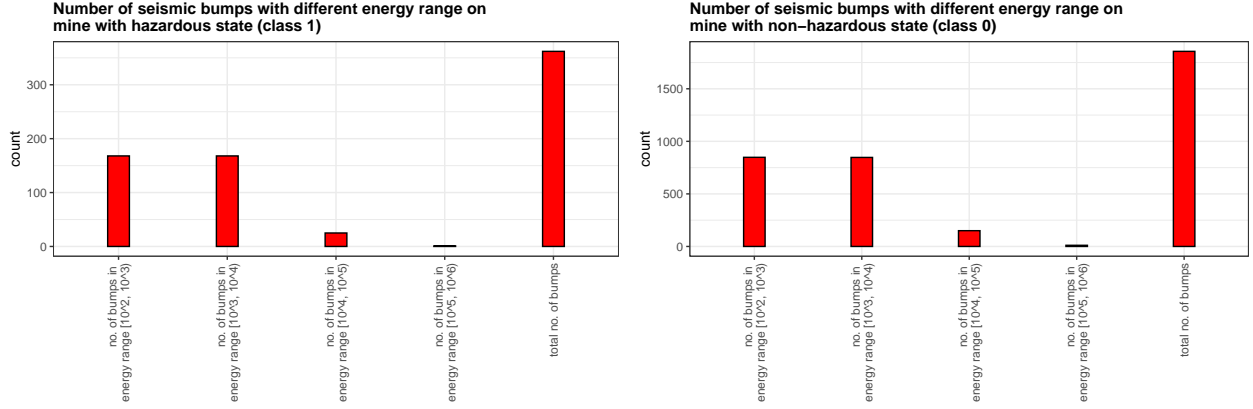 Number of seismic bumps with different energy range on
mine with hazardous state (class 1)
count
300
200
100
0
no. of bumps in
energy range [10^2, 10^3)
no. of bumps in
energy range [10^3, 10^4)
no. of bumps in
energy range [10^4, 10^5)
no. of bumps in
energy range [10^5, 10^6)
total no. of bumps
Number of seismic bumps with different energy range on
mine with non−hazardous state (class 0)
count
1500
1000
500
0
no. of bumps in
energy range [10^2, 10^3)
no. of bumps in
energy range [10^3, 10^4)
no. of bumps in
energy range [10^4, 10^5)
no. of bumps in
energy range [10^5, 10^6)
total no. of bumps